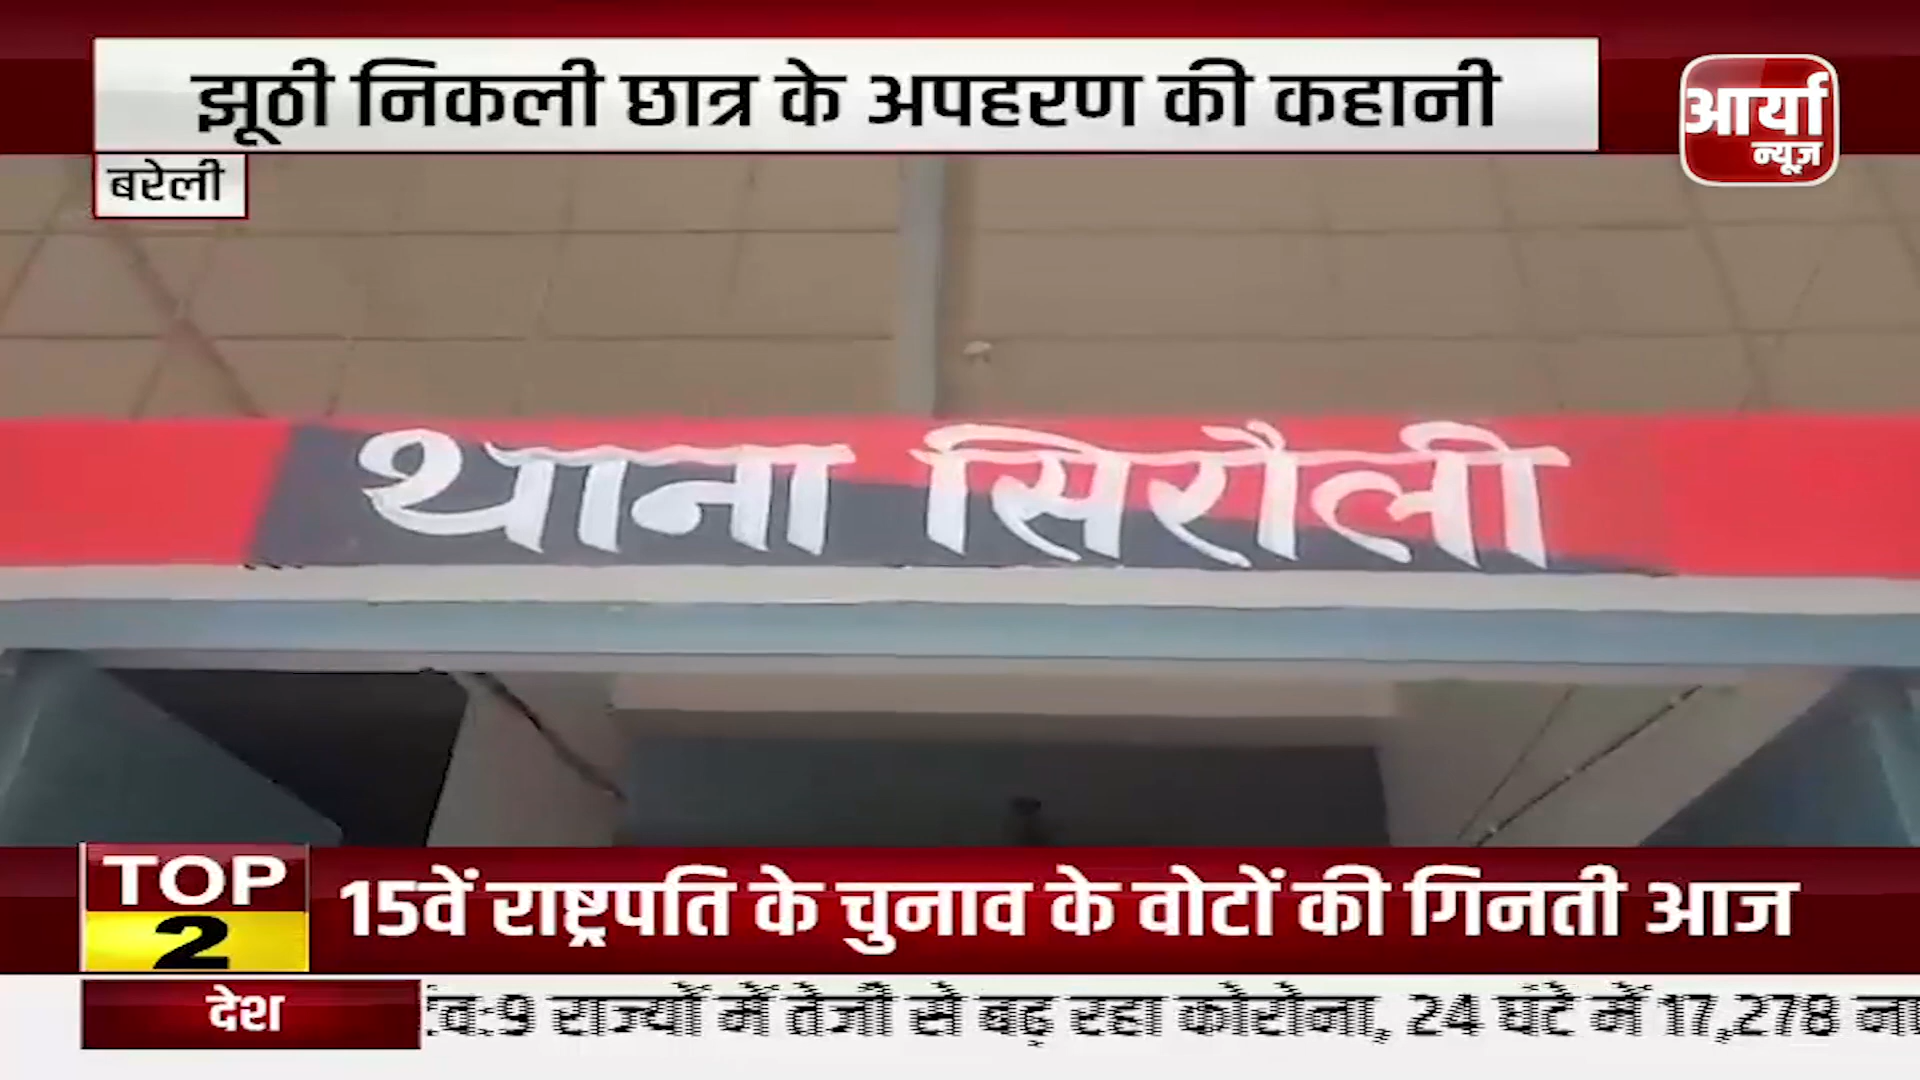 झूठी निकली छात्र के अपहरण की कहानी
आर्या
न्यूज़
बरेली
थाना सिरौली
TOP
2
15वें राष्ट्रपति के चुनाव के वोटों की गिनती आज
देश
9 राज्यों में तेजी से बढ़ रहा कोरोना, 24 घंटे में 17,278